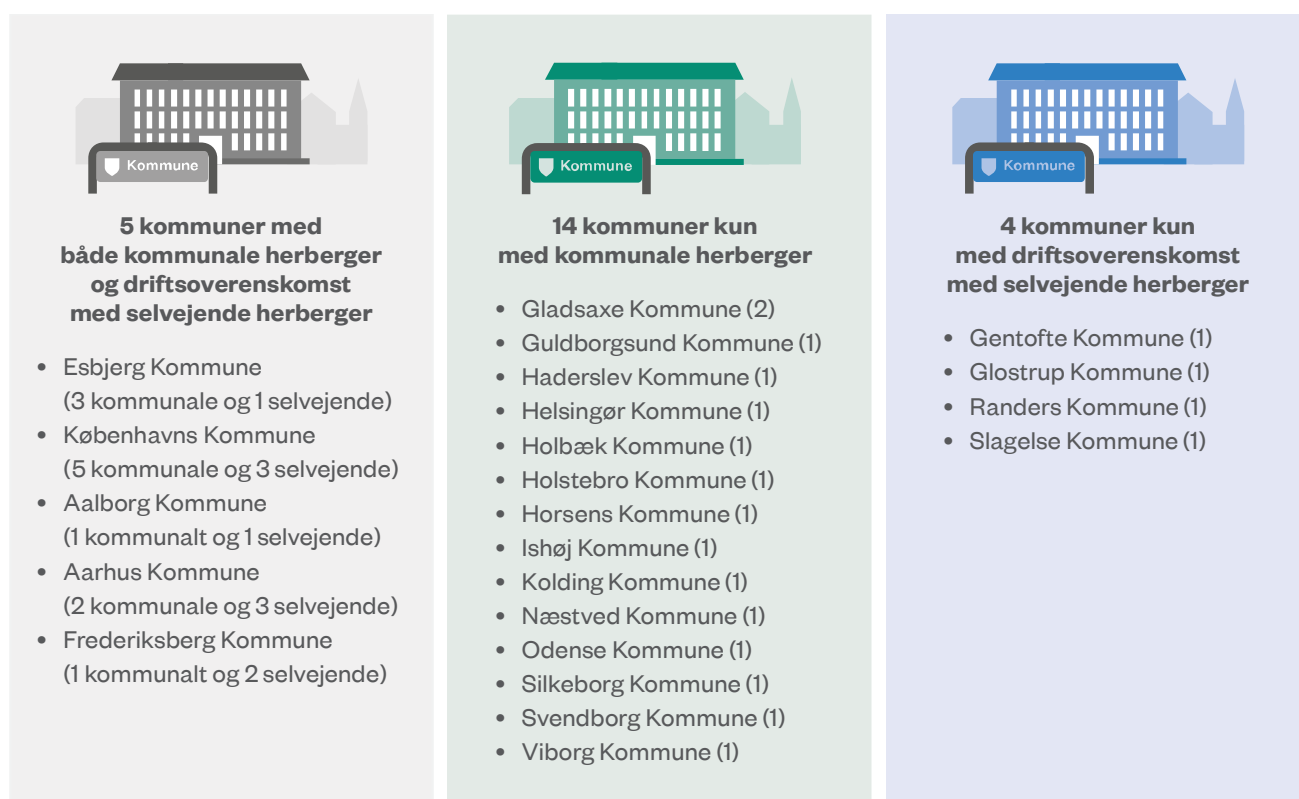 Kommune
5 kommuner med
både kommunale herberger
og driftsoverenskomst
med selvejende herberger
• Esbjerg Kommune
(3 kommunale og 1 selvejende)
• Københavns Kommune
(5 kommunale og 3 selvejende)
• Aalborg Kommune
(1 kommunalt og 1 selvejende)
• Aarhus Kommune
(2 kommunale og 3 selvejende)
• Frederiksberg Kommune
(1 kommunalt og 2 selvejende)
Kommune
14 kommuner kun
med kommunale herberger
• Gladsaxe Kommune (2)
• Guldborgsund Kommune (1)
• Haderslev Kommune (1)
• Helsingør Kommune (1)
• Holbæk Kommune (1)
• Holstebro Kommune (1)
• Horsens Kommune (1)
• Ishøj Kommune (1)
• Kolding Kommune (1)
• Næstved Kommune (1)
• Odense Kommune (1)
• Silkeborg Kommune (1)
• Svendborg Kommune (1)
• Viborg Kommune (1)
Kommune
4 kommuner kun
med driftsoverenskomst
med selvejende herberger
• Gentofte Kommune (1)
• Glostrup Kommune (1)
• Randers Kommune (1)
• Slagelse Kommune (1)